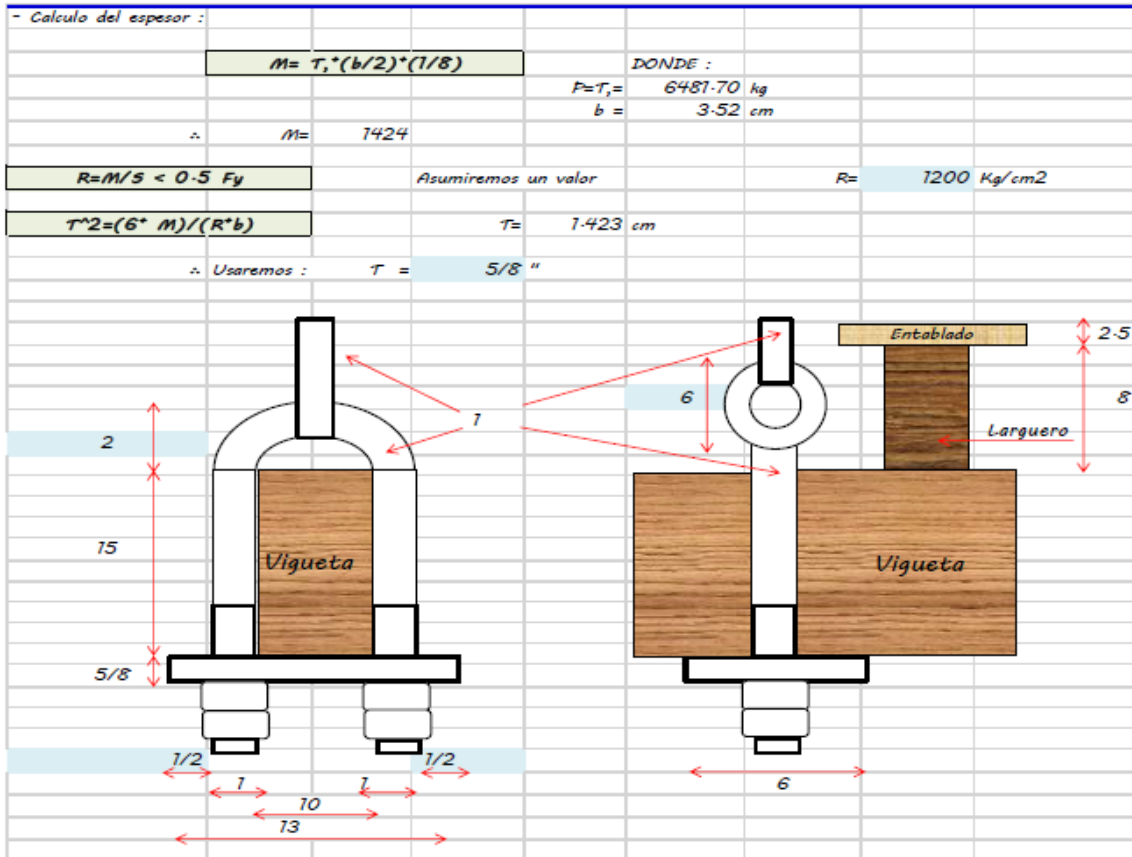 - Calculo del espesor :
M= T,*(b/2)*(1/8)
DONDE :
P=T,= 6481.70 kg
b = 3.52 cm
∴ M= 1424
R=M/S < 0.5 Fy Asumiremos un valor R= 1200 Kg/cm2
T^2=(6* M)/(R*b) T= 1.423 cm
∴ Usaremos : T = 5/8 "
Entablado 2.5
6 8
1
2 Larguero
15
Vigueta Vigueta
5/8
1/2 1/2
1 1 6
10
13